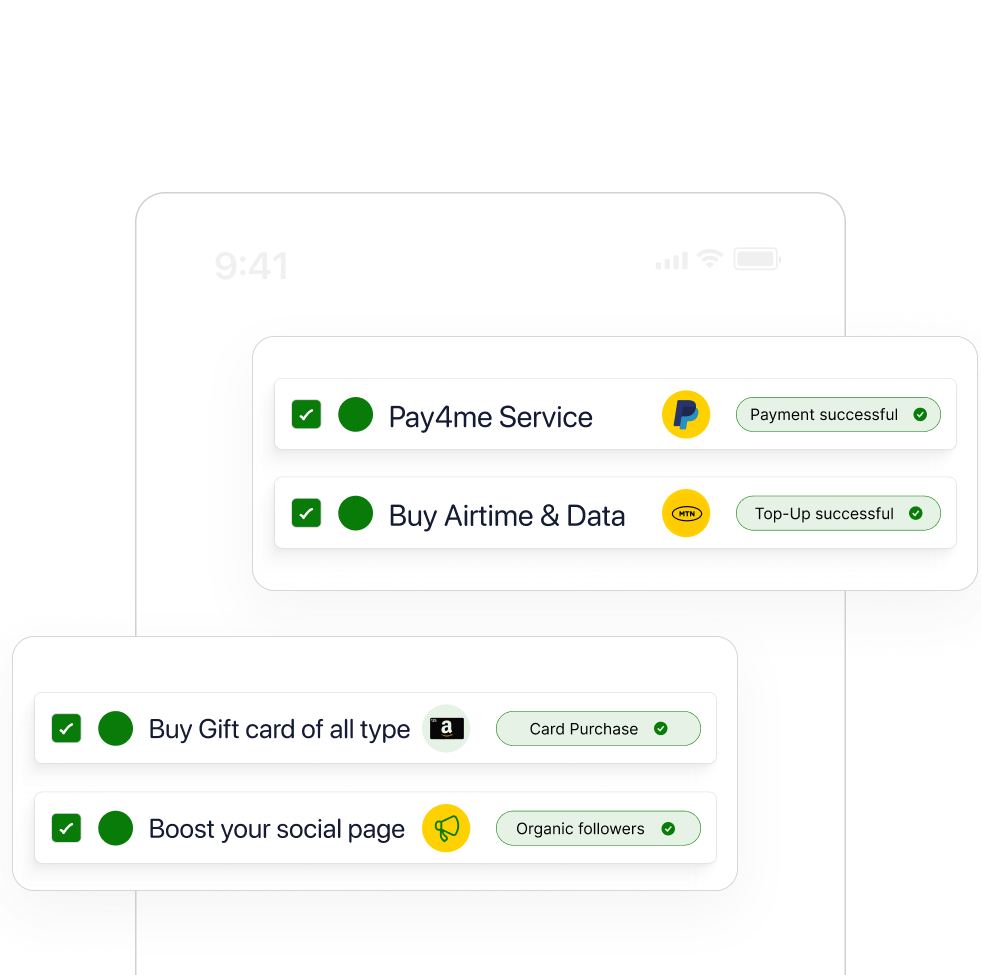 9:41
Pay4me Service
Payment successful
Buy Airtime & Data
MTN
Top-Up successful
Buy Gift card of all type
a
Card Purchase
Boost your social page
Organic followers